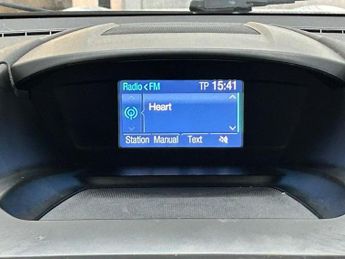 Radio<FM TP 15:41
Heart
Station Manual Text